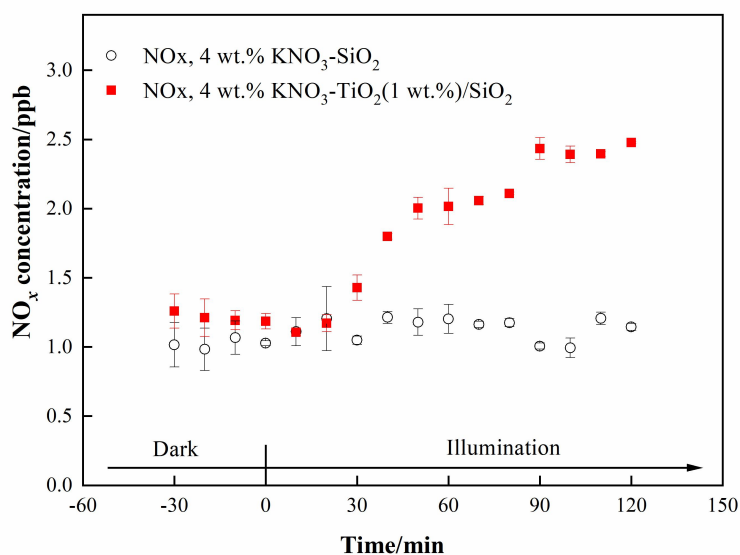 NOx, 4 wt.% KNO₃-SiO₂
NOx, 4 wt.% KNO₃-TiO₂(1 wt.%)/SiO₂
NOₓ concentration/ppb
3.0
2.5
2.0
1.5
1.0
0.5
0.0
Dark
Illumination
-60
-30
0
30
60
90
120
150
Time/min